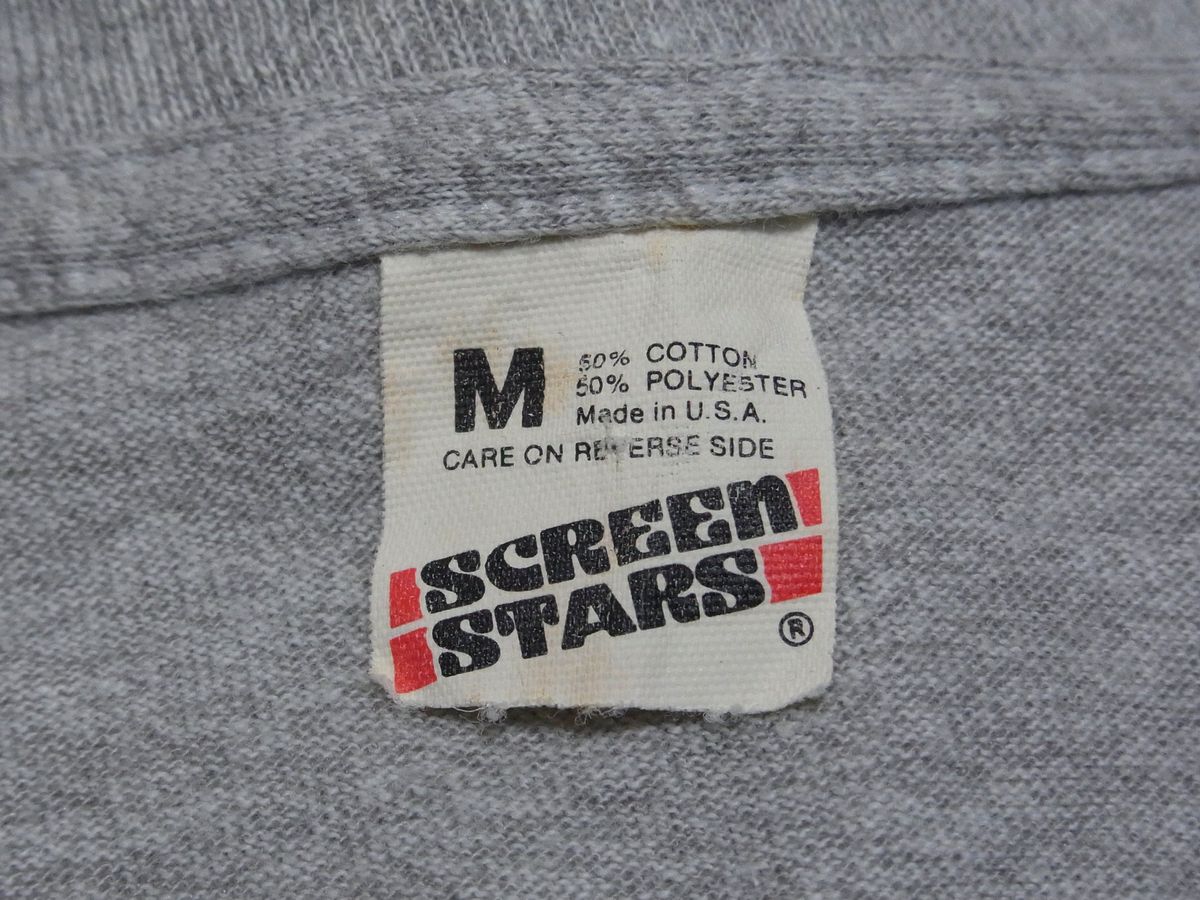 M
50% COTTON
50% POLYESTER
Made in U.S.A.
CARE ON REVERSE SIDE
SCREEN
STARS
®